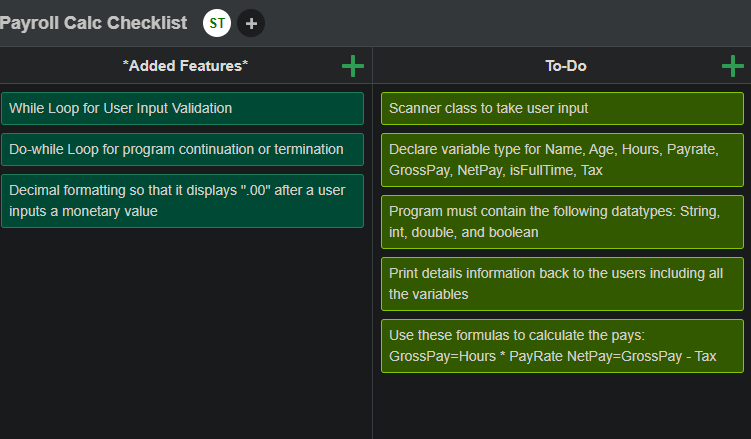 Payroll Calc Checklist ST +
*Added Features*
While Loop for User Input Validation
Do-while Loop for program continuation or termination
Decimal formatting so that it displays ".00" after a user
inputs a monetary value
To-Do
Scanner class to take user input
Declare variable type for Name, Age, Hours, Payrate,
GrossPay, NetPay, isFullTime, Tax
Program must contain the following datatypes: String,
int, double, and boolean
Print details information back to the users including all
the variables
Use these formulas to calculate the pays:
GrossPay=Hours * PayRate NetPay=GrossPay - Tax